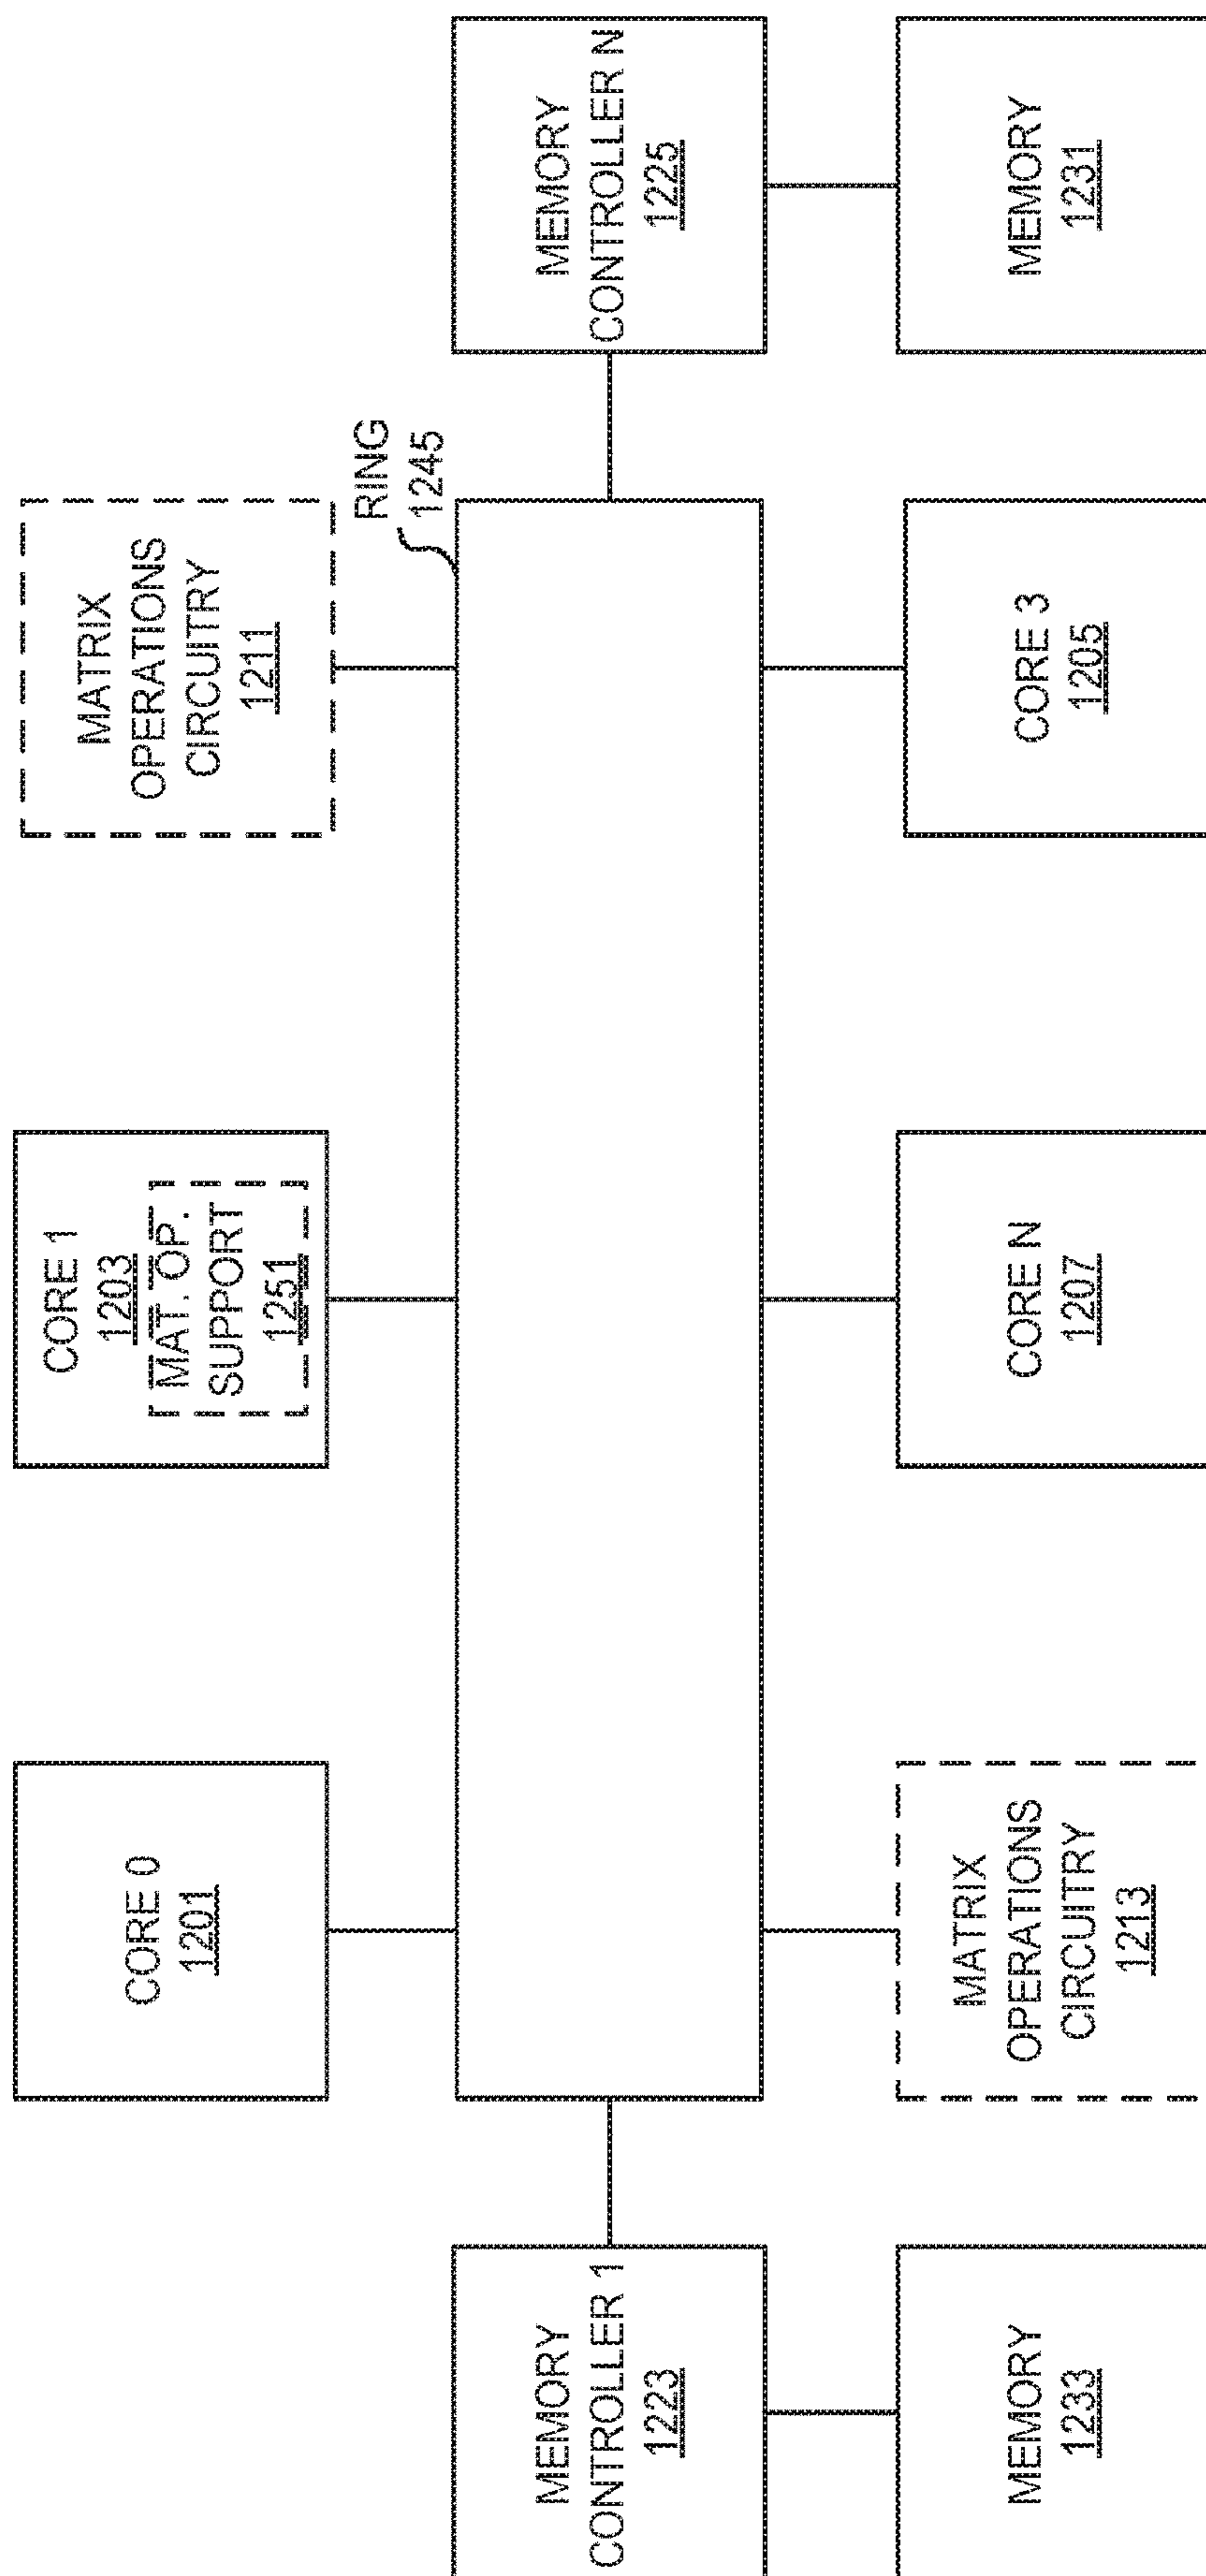 CORE 0
1201
CORE 1
1203
MAT. OP.
SUPPORT
1251
MATRIX
OPERATIONS
CIRCUITRY
1211
RING
1245
MEMORY
CONTROLLER 1
1223
MEMORY
CONTROLLER N
1225
MEMORY
1233
MATRIX
OPERATIONS
CIRCUITRY
1213
CORE N
1207
CORE 3
1205
MEMORY
1231